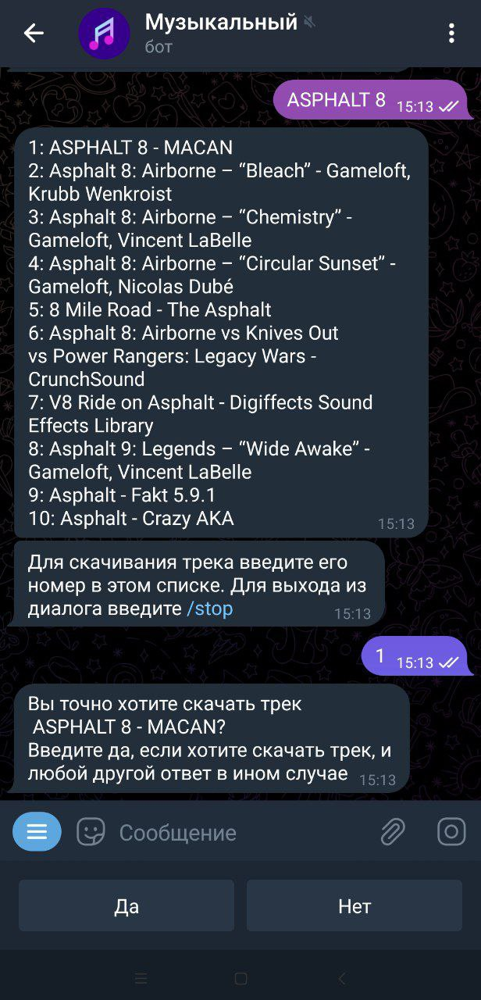 Музыкальный
бот
ASPHALT 8 15:13
1: ASPHALT 8 - MACAN
2: Asphalt 8: Airborne – “Bleach” - Gameloft,
Krubb Wenkroist
3: Asphalt 8: Airborne – “Chemistry” -
Gameloft, Vincent LaBelle
4: Asphalt 8: Airborne – “Circular Sunset” -
Gameloft, Nicolas Dubé
5: 8 Mile Road - The Asphalt
6: Asphalt 8: Airborne vs Knives Out
vs Power Rangers: Legacy Wars -
CrunchSound
7: V8 Ride on Asphalt - Digiffects Sound
Effects Library
8: Asphalt 9: Legends – “Wide Awake” -
Gameloft, Vincent LaBelle
9: Asphalt - Fakt 5.9.1
10: Asphalt - Crazy AKA 15:13
Для скачивания трека введите его
номер в этом списке. Для выхода из
диалога введите /stop 15:13
1 15:13
Вы точно хотите скачать трек
ASPHALT 8 - MACAN?
Введите да, если хотите скачать трек, и
любой другой ответ в ином случае 15:13
Сообщение
Да Нет